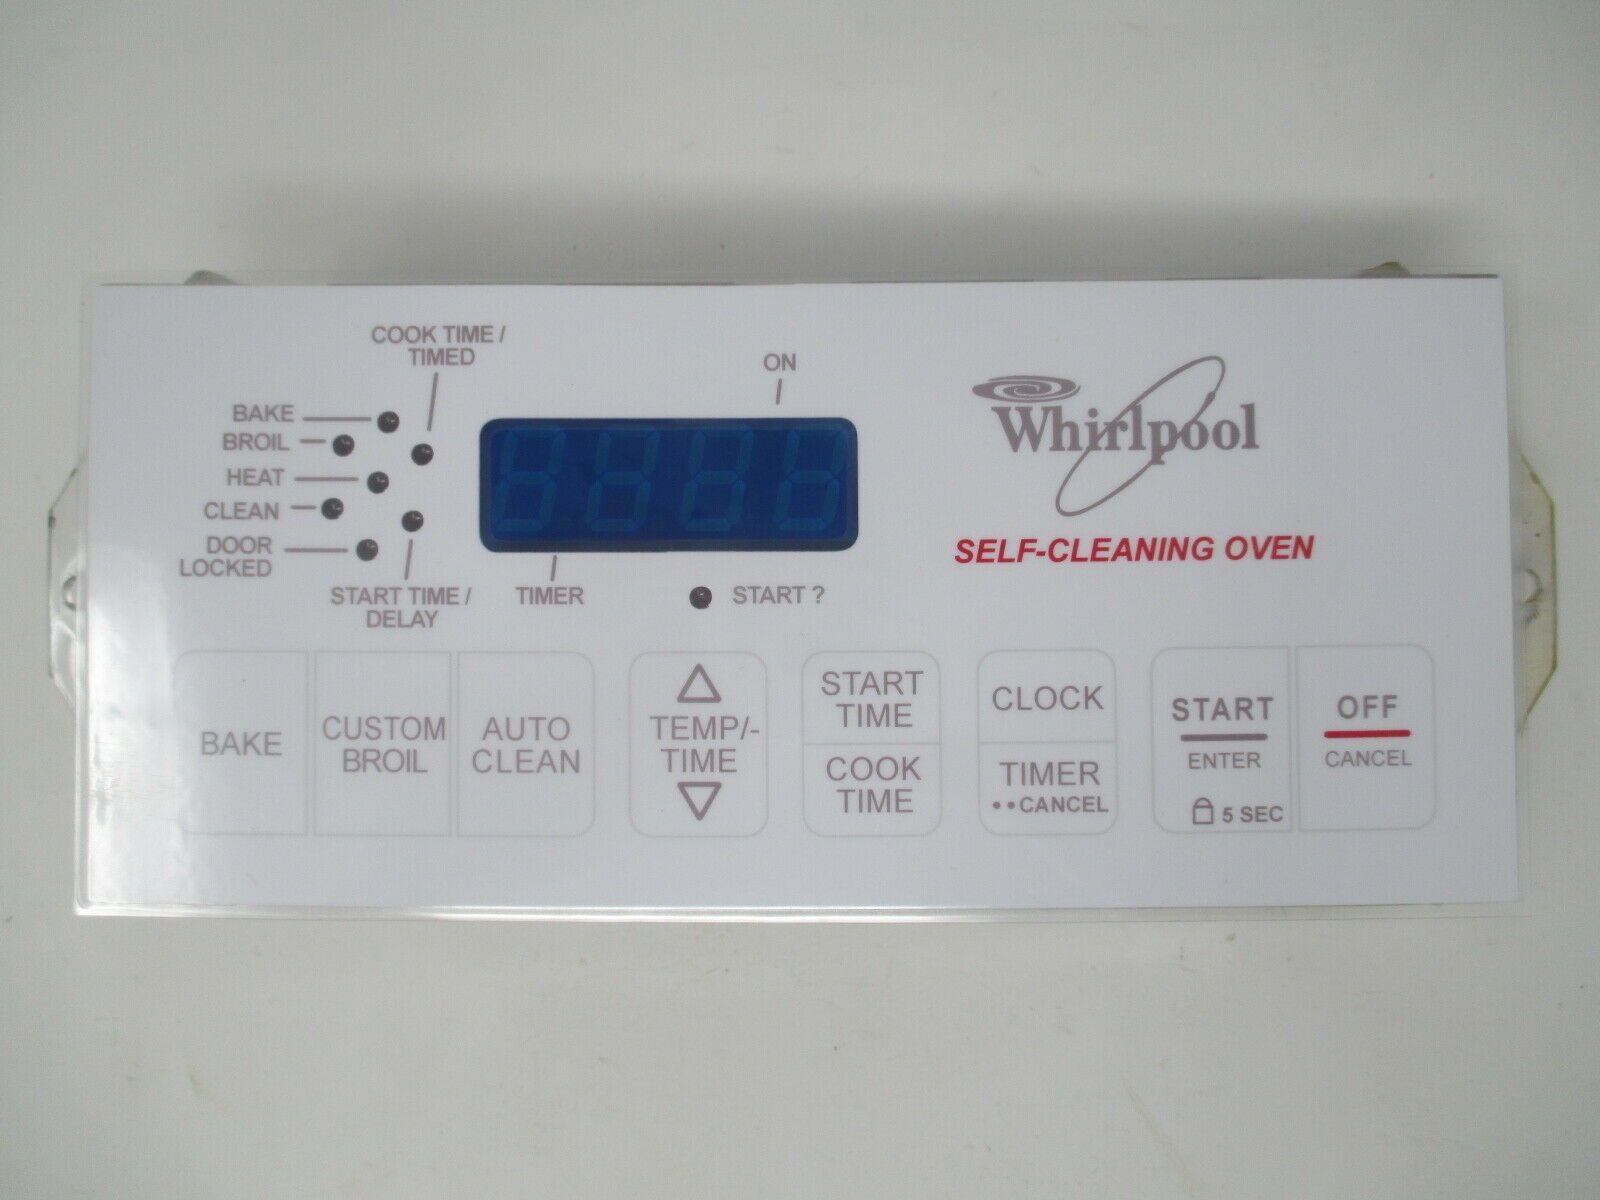 COOK TIME /
TIMED
ON
BAKE
BROIL
HEAT
CLEAN
DOOR
LOCKED
START TIME /
DELAY
TIMER
START ?
Whirlpool
SELF-CLEANING OVEN
BAKE
CUSTOM
BROIL
AUTO
CLEAN
TEMP/-
TIME
START
TIME
COOK
TIME
CLOCK
TIMER
••CANCEL
START
ENTER
5 SEC
OFF
CANCEL